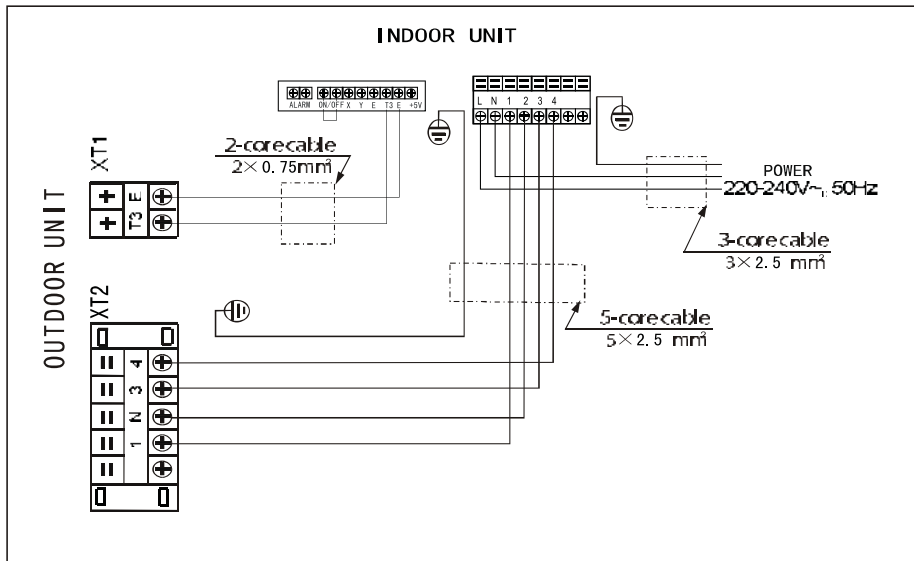 INDOOR UNIT
ALARM ON/OFF X Y E T3 E +5V
L N 1 2 3 4
2-corecable
2×0.75mm²
XT1
E
T3
POWER
220-240V~, 50Hz
3-corecable
3×2.5 mm²
OUTDOOR UNIT
XT2
5-corecable
5×2.5 mm²
4
3
N
1